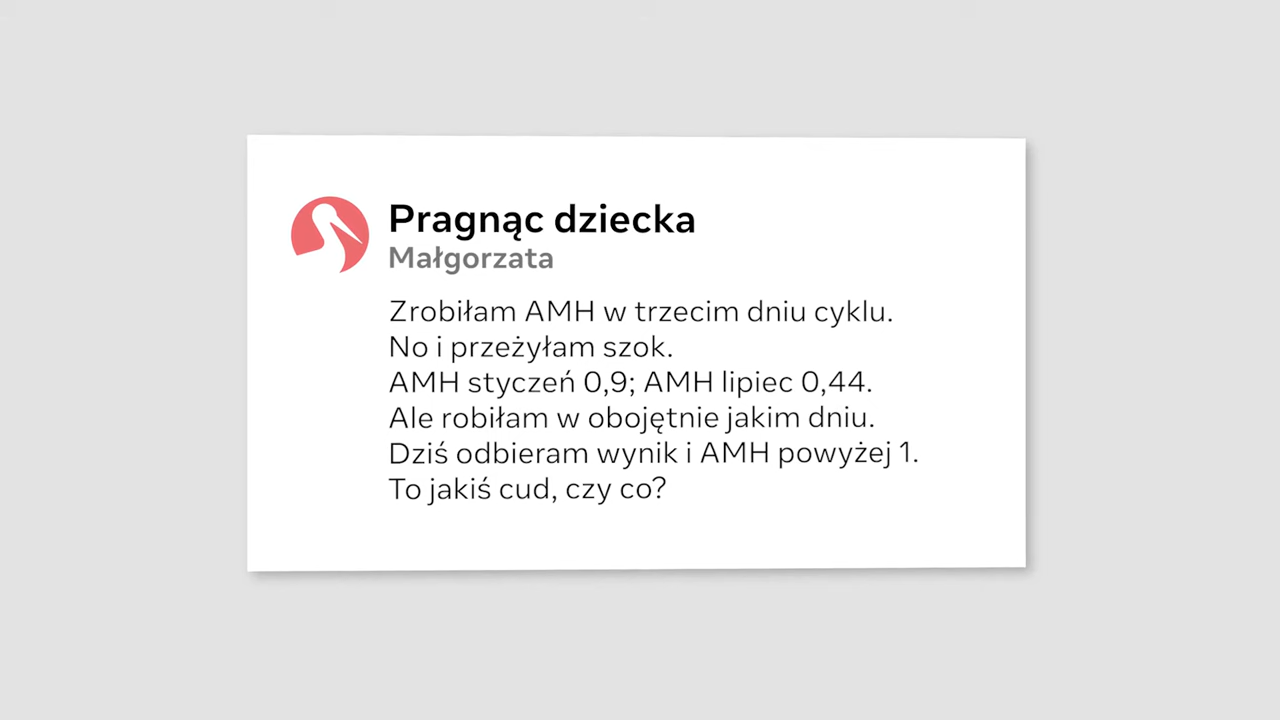 Pragnąc dziecka
Małgorzata
Zrobiłam AMH w trzecim dniu cyklu.
No i przeżyłam szok.
AMH styczeń 0,9; AMH lipiec 0,44.
Ale robiłam w obojętnie jakim dniu.
Dziś odbieram wynik i AMH powyżej 1.
To jakiś cud, czy co?